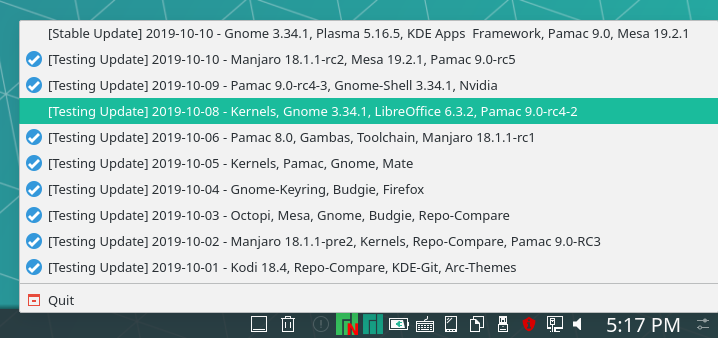 [Stable Update] 2019-10-10 - Gnome 3.34.1, Plasma 5.16.5, KDE Apps  Framework, Pamac 9.0, Mesa 19.2.1
[Testing Update] 2019-10-10 - Manjaro 18.1.1-rc2, Mesa 19.2.1, Pamac 9.0-rc5
[Testing Update] 2019-10-09 - Pamac 9.0-rc4-3, Gnome-Shell 3.34.1, Nvidia
[Testing Update] 2019-10-08 - Kernels, Gnome 3.34.1, LibreOffice 6.3.2, Pamac 9.0-rc4-2
[Testing Update] 2019-10-06 - Pamac 8.0, Gambas, Toolchain, Manjaro 18.1.1-rc1
[Testing Update] 2019-10-05 - Kernels, Pamac, Gnome, Mate
[Testing Update] 2019-10-04 - Gnome-Keyring, Budgie, Firefox
[Testing Update] 2019-10-03 - Octopi, Mesa, Gnome, Budgie, Repo-Compare
[Testing Update] 2019-10-02 - Manjaro 18.1.1-pre2, Kernels, Repo-Compare, Pamac 9.0-RC3
[Testing Update] 2019-10-01 - Kodi 18.4, Repo-Compare, KDE-Git, Arc-Themes
Quit
N 5:17 PM